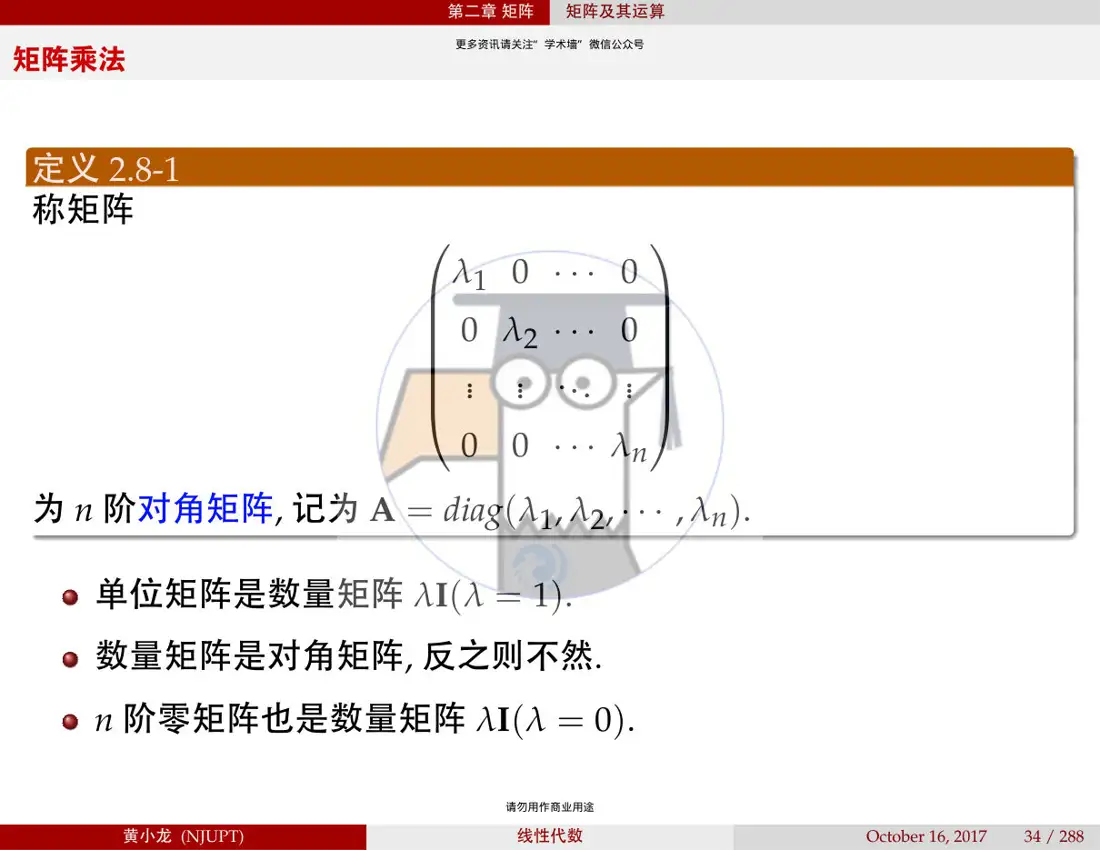 第二章 矩阵 矩阵及其运算
更多资讯请关注“学术墙”微信公众号
矩阵乘法
定义 2.8-1
称矩阵
λ1 0 ⋯ 0
0 λ2 ⋯ 0
⋮ ⋮ ⋱ ⋮
0 0 ⋯ λn
为 n 阶对角矩阵, 记为 A = diag(λ1, λ2, ⋯ , λn).
单位矩阵是数量矩阵 λI(λ = 1).
数量矩阵是对角矩阵, 反之则不然.
n 阶零矩阵也是数量矩阵 λI(λ = 0).
请勿用作商业用途
黄小龙 (NJUPT) 线性代数 October 16, 2017 34 / 288